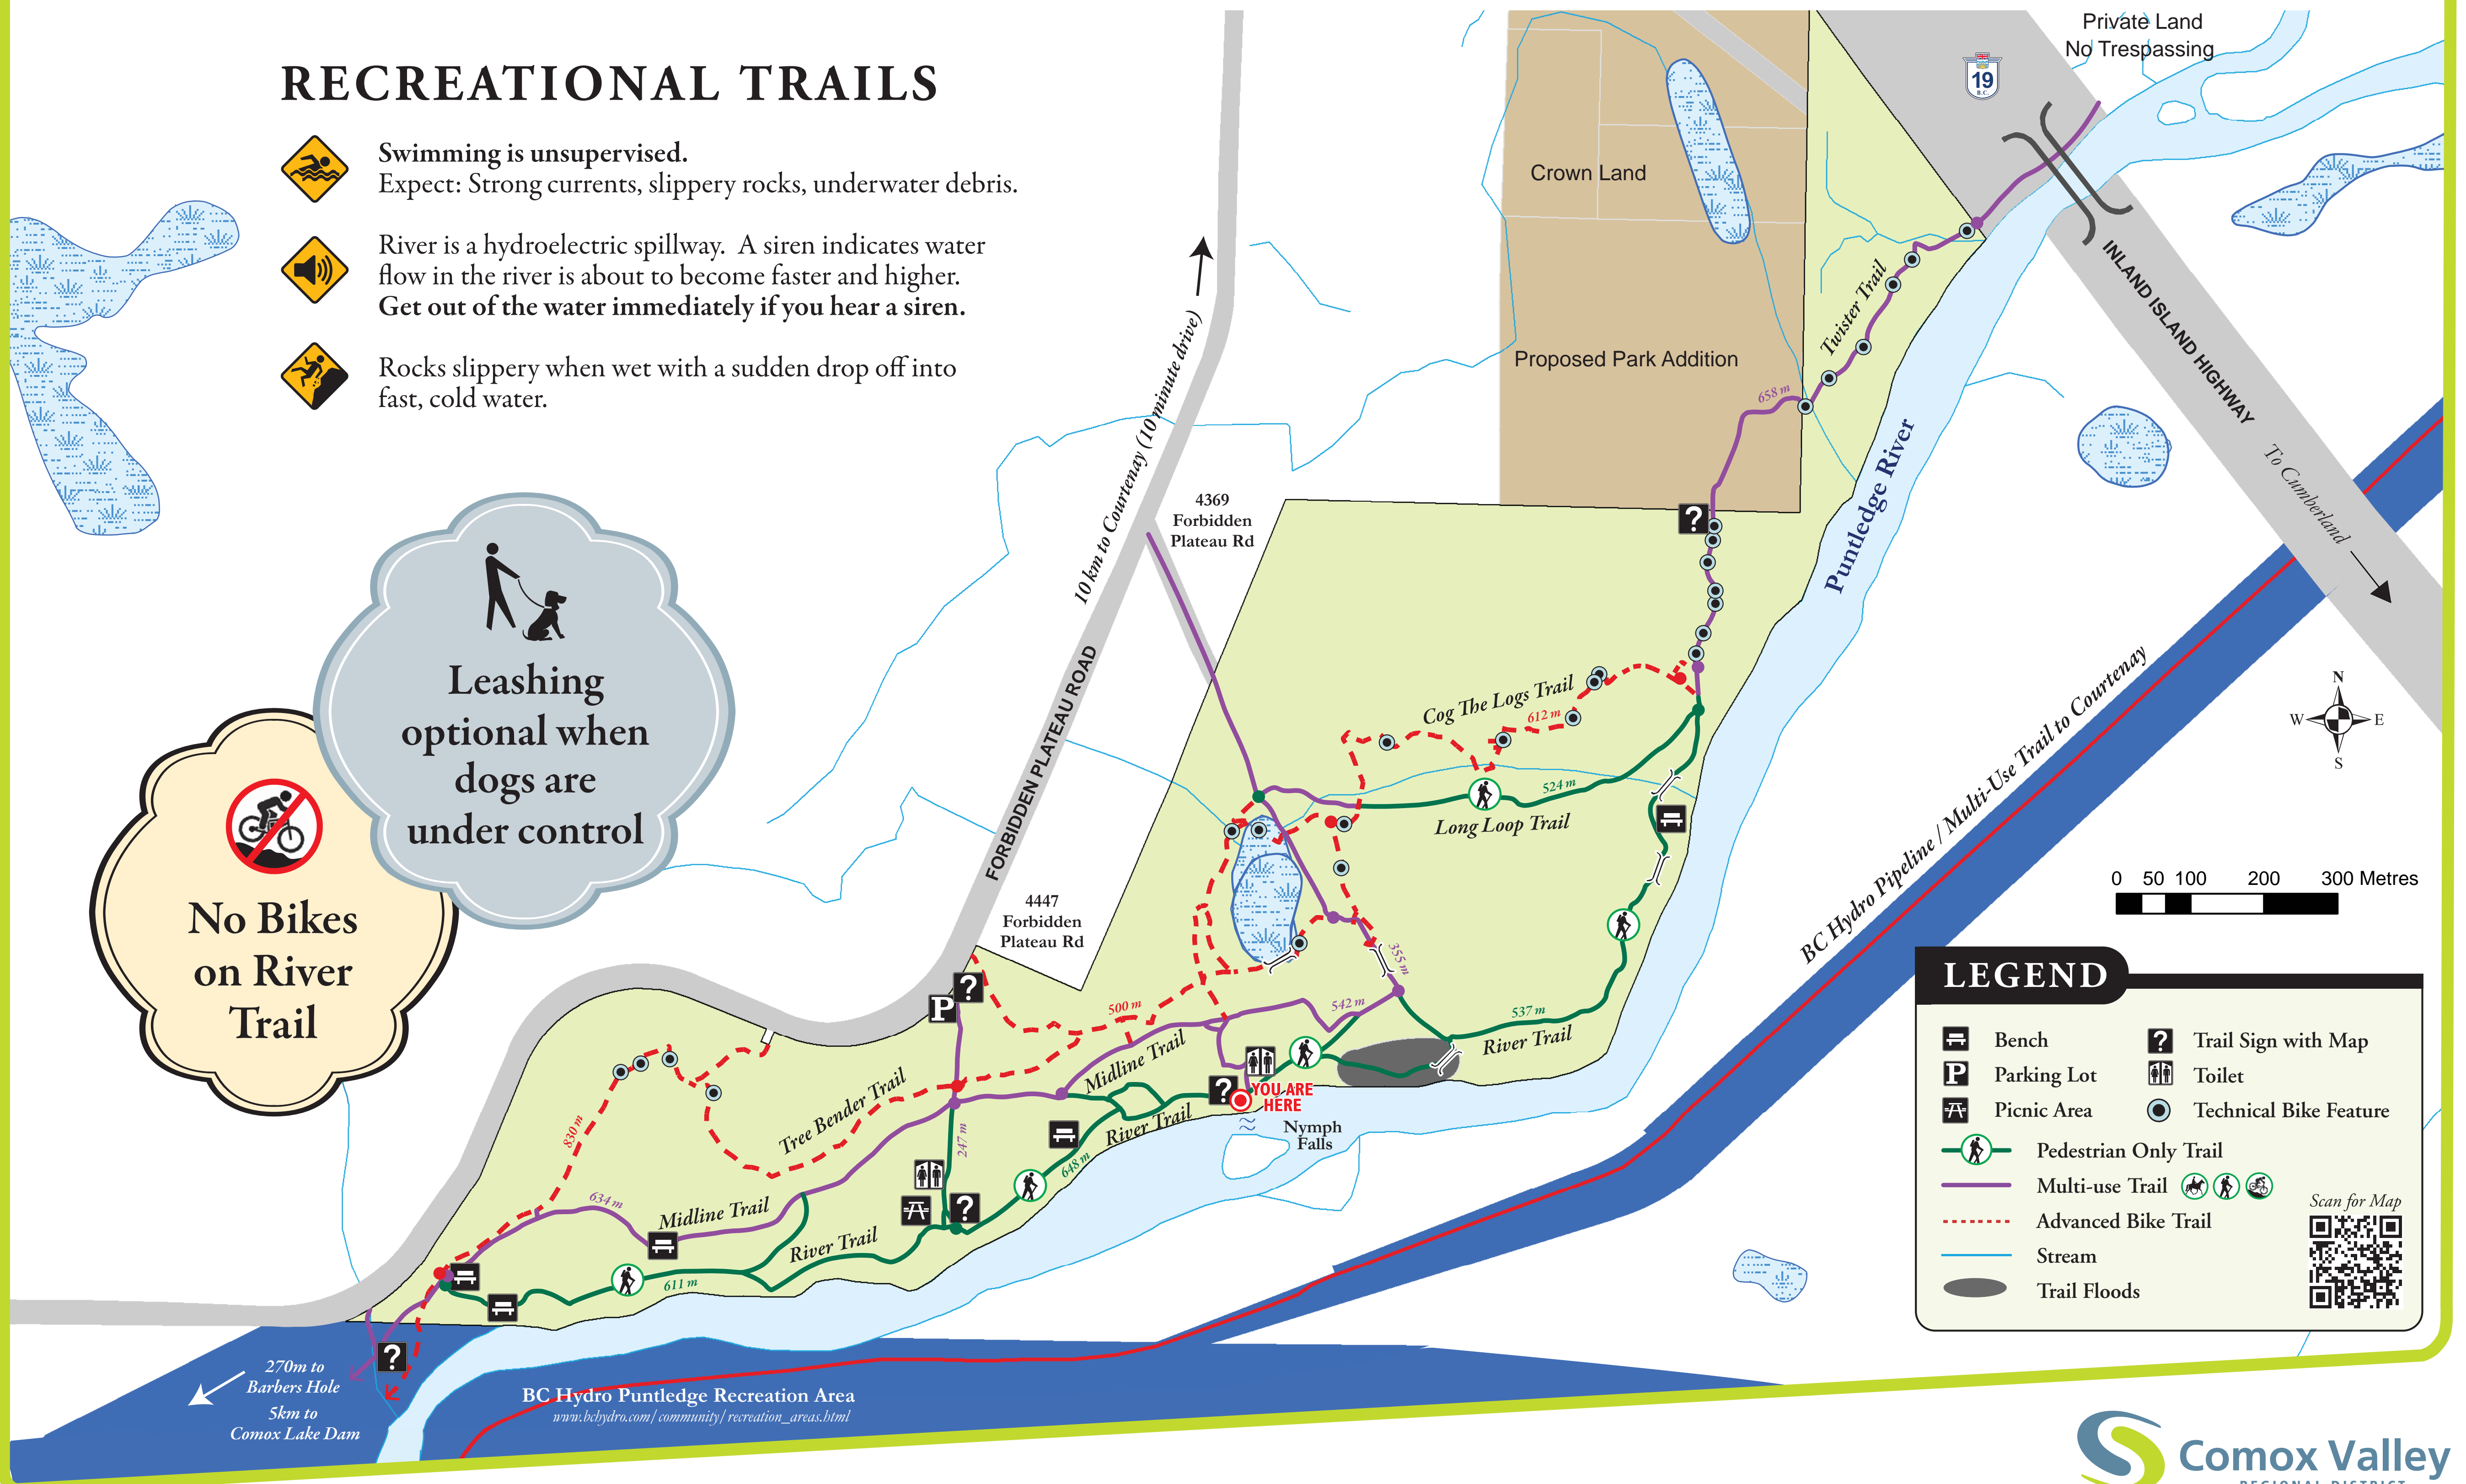 RECREATIONAL TRAILS
Swimming is unsupervised.
Expect: Strong currents, slippery rocks, underwater debris.
River is a hydroelectric spillway.  A siren indicates water
flow in the river is about to become faster and higher.
Get out of the water immediately if you hear a siren.
Rocks slippery when wet with a sudden drop off into
fast, cold water.
Leashing
optional when
dogs are
under control
No Bikes
on River
Trail
10 km to Courtenay (10 minute drive)
FORBIDDEN PLATEAU ROAD
4369
Forbidden
Plateau Rd
4447
Forbidden
Plateau Rd
Crown Land
Proposed Park Addition
Private Land
No Trespassing
19
B.C.
INLAND ISLAND HIGHWAY
To Cumberland
Twister Trail
658 m
Puntledge River
?
Cog The Logs Trail
612 m
524 m
Long Loop Trail
355 m
542 m
537 m
River Trail
500 m
P
?
Midline Trail
Tree Bender Trail
?
YOU ARE
HERE
Nymph
Falls
River Trail
648 m
247 m
?
830 m
634 m
Midline Trail
River Trail
611 m
?
270m to
Barbers Hole
5km to
Comox Lake Dam
BC Hydro Puntledge Recreation Area
www.bchydro.com/community/recreation_areas.html
BC Hydro Pipeline / Multi-Use Trail to Courtenay
N
W
E
S
0 50 100 200 300 Metres
LEGEND
Bench
? Trail Sign with Map
P Parking Lot
Toilet
Picnic Area
Technical Bike Feature
Pedestrian Only Trail
Multi-use Trail
Advanced Bike Trail
Stream
Trail Floods
Scan for Map
Comox Valley
REGIONAL DISTRICT